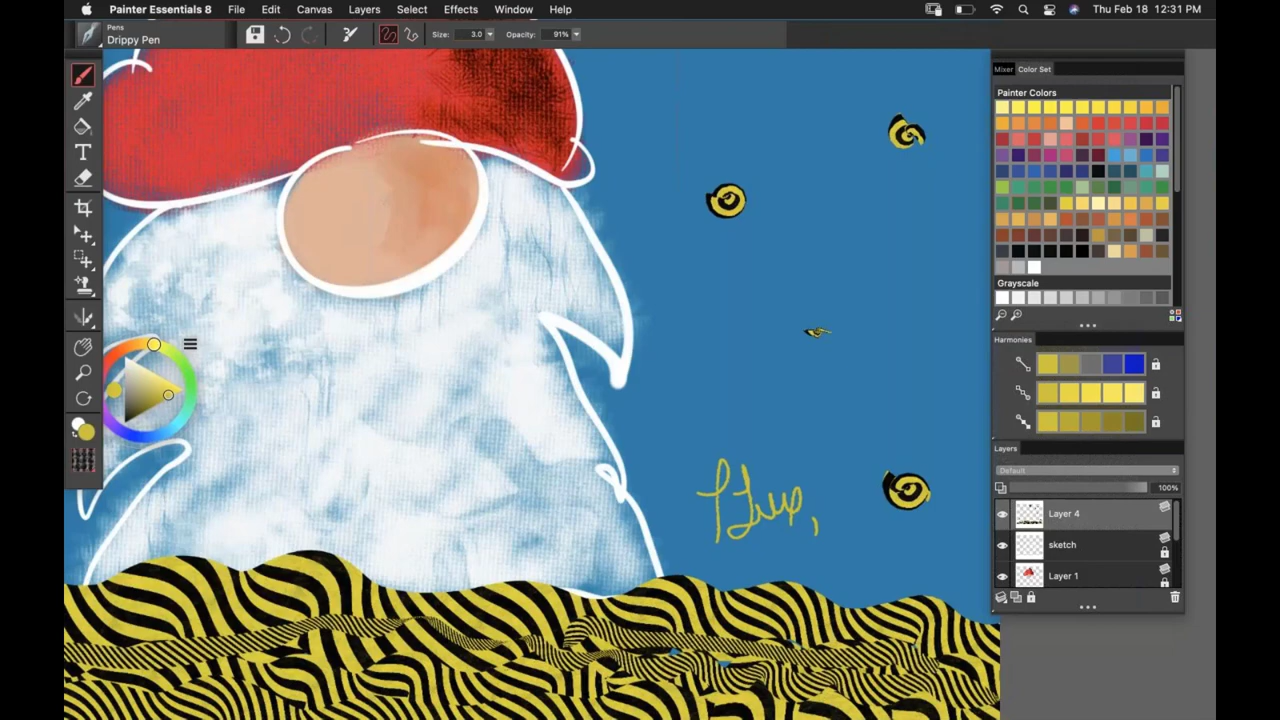 Painter Essentials 8 File Edit Canvas Layers Select Effects Window Help Thu Feb 18 12:31 PM
Pens
Drippy Pen
Size: 3.0 Opacity: 91%
Mixer Color Set
Painter Colors
Grayscale
Harmonies
Layers
Default
100%
Layer 4
sketch
Layer 1